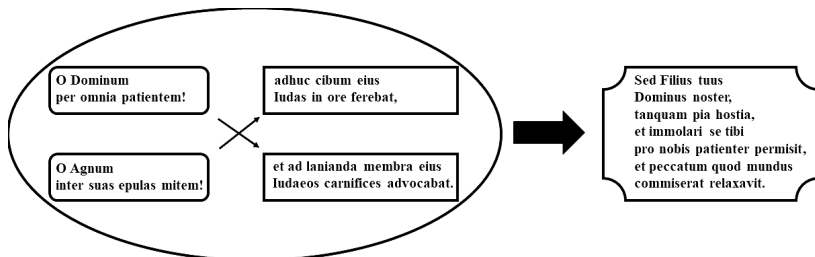 O Dominum
per omnia patientem!
adhuc cibum eius
Iudas in ore ferebat,
O Agnum
inter suas epulas mitem!
et ad lanianda membra eius
Iudaeos carnifices advocabat.
Sed Filius tuus
Dominus noster,
tanquam pia hostia,
et immolari se tibi
pro nobis patienter permisit,
et peccatum quod mundus
commiserat relaxavit.